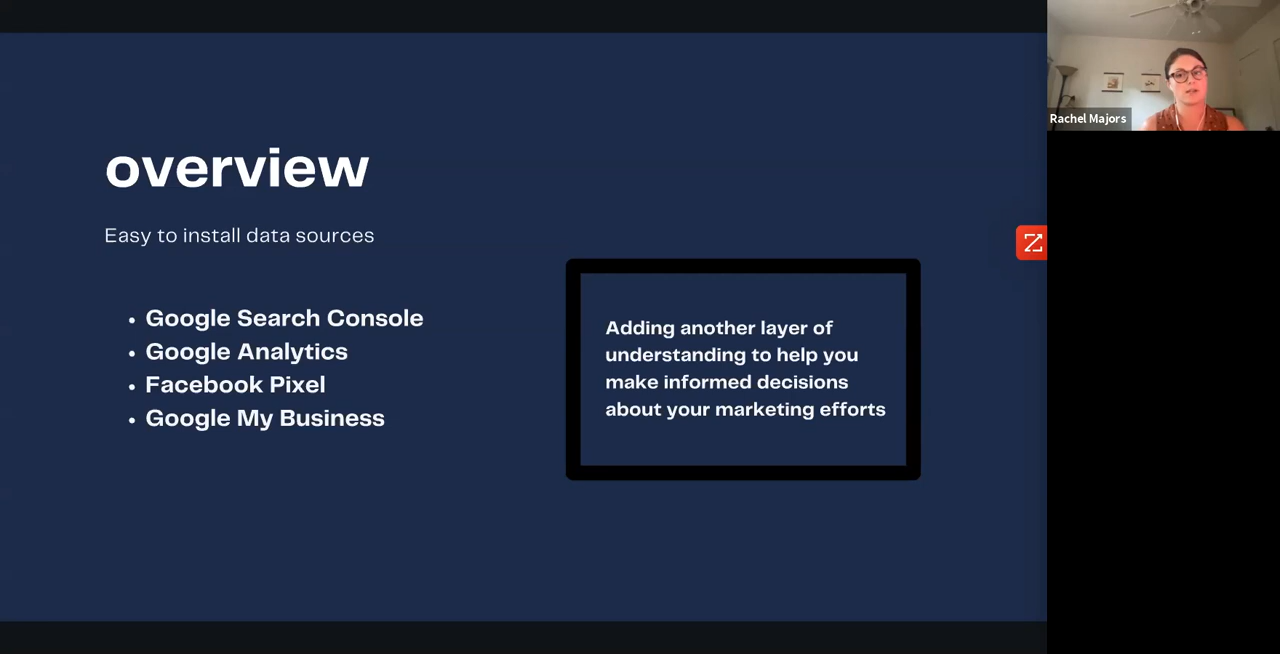 overview
Easy to install data sources
• Google Search Console
• Google Analytics
• Facebook Pixel
• Google My Business
Adding another layer of
understanding to help you
make informed decisions
about your marketing efforts
Rachel Majors